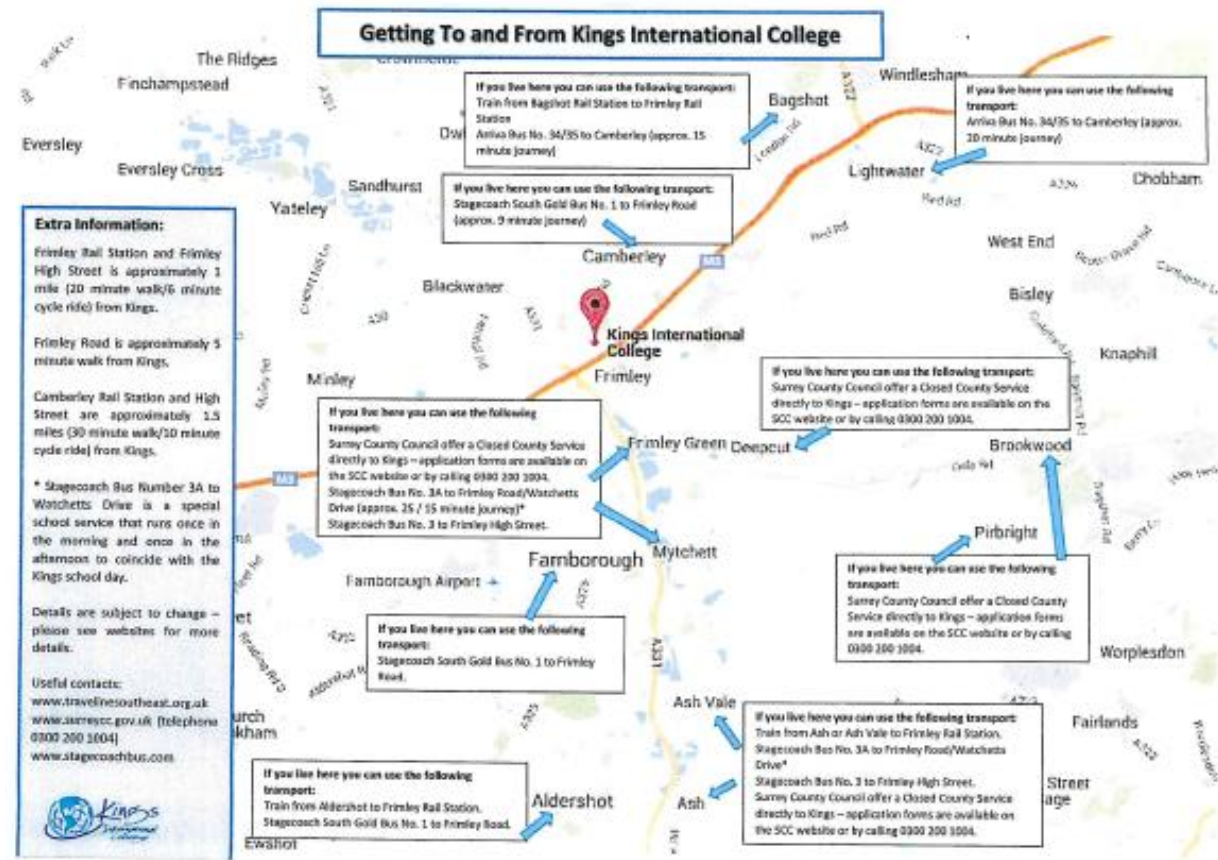 Getting To and From Kings International College
The Ridges
Finchampstead
Eversley
Eversley Cross
Sandhurst
Yateley
Windlesham
Bagshot
If you live here you can use the following transport:
Train from Bagshot Rail Station to Frimley Rail
Station
Arriva Bus No. 34/35 to Camberley (approx. 15
minute journey)
If you live here you can use the following
transport:
Arriva Bus No. 34/35 to Camberley (approx.
20 minute journey)
London Rd
A322
Lightwater
Chobham
Red Rd
Red Rd
If you live here you can use the following transport:
Stagecoach South Gold Bus No. 1 to Frimley Road
(approx. 9 minute journey)
Camberley
West End
Bisley
Knaphill
Blackwater
A30
A331
M3
Kings International
College
Frimley
Minley
Extra Information:
Frimley Rail Station and Frimley
High Street is approximately 1
mile (20 minute walk/6 minute
cycle ride) from Kings.
Frimley Road is approximately 5
minute walk from Kings.
Camberley Rail Station and High
Street are approximately 1.5
miles (30 minute walk/10 minute
cycle ride) from Kings.
* Stagecoach Bus Number 3A to
Watchetts Drive is a special
school service that runs once in
the morning and once in the
afternoon to coincide with the
Kings school day.
Details are subject to change –
please see websites for more
details.
Useful contacts:
www.travelinesoutheast.org.uk
www.surreycc.gov.uk (telephone
0300 200 1004)
www.stagecoachbus.com
Kings
If you live here you can use the following
transport:
Surrey County Council offer a Closed County Service
directly to Kings – application forms are available on
the SCC website or by calling 0300 200 1004.
Stagecoach Bus No. 3A to Frimley Road/Watchetts
Drive (approx. 25 / 15 minute journey)*
Stagecoach Bus No. 3 to Frimley High Street.
M3
Frimley Green
Deepcut
If you live here you can use the following
transport:
Surrey County Council offer a Closed County Service
directly to Kings – application forms are available on the
SCC website or by calling 0300 200 1004.
Brookwood
Pirbright
Mytchett
Farnborough
Farnborough Airport
If you live here you can use the following
transport:
Surrey County Council offer a Closed County
Service directly to Kings – application forms
are available on the SCC website or by calling
0300 200 1004.
If you live here you can use the following
transport:
Stagecoach South Gold Bus No. 1 to Frimley
Road.
A325
A331
Worplesdon
Ash Vale
Fairlands
A322
If you live here you can use the following transport:
Train from Ash or Ash Vale to Frimley Rail Station.
Stagecoach Bus No. 3A to Frimley Road/Watchetts
Drive*
Stagecoach Bus No. 3 to Frimley High Street.
Surrey County Council offer a Closed County Service
directly to Kings – application forms are available on
the SCC website or by calling 0300 200 1004.
Street
Ash
If you live here you can use the following
transport:
Train from Aldershot to Frimley Rail Station.
Stagecoach South Gold Bus No. 1 to Frimley Road.
Aldershot
Ewshot